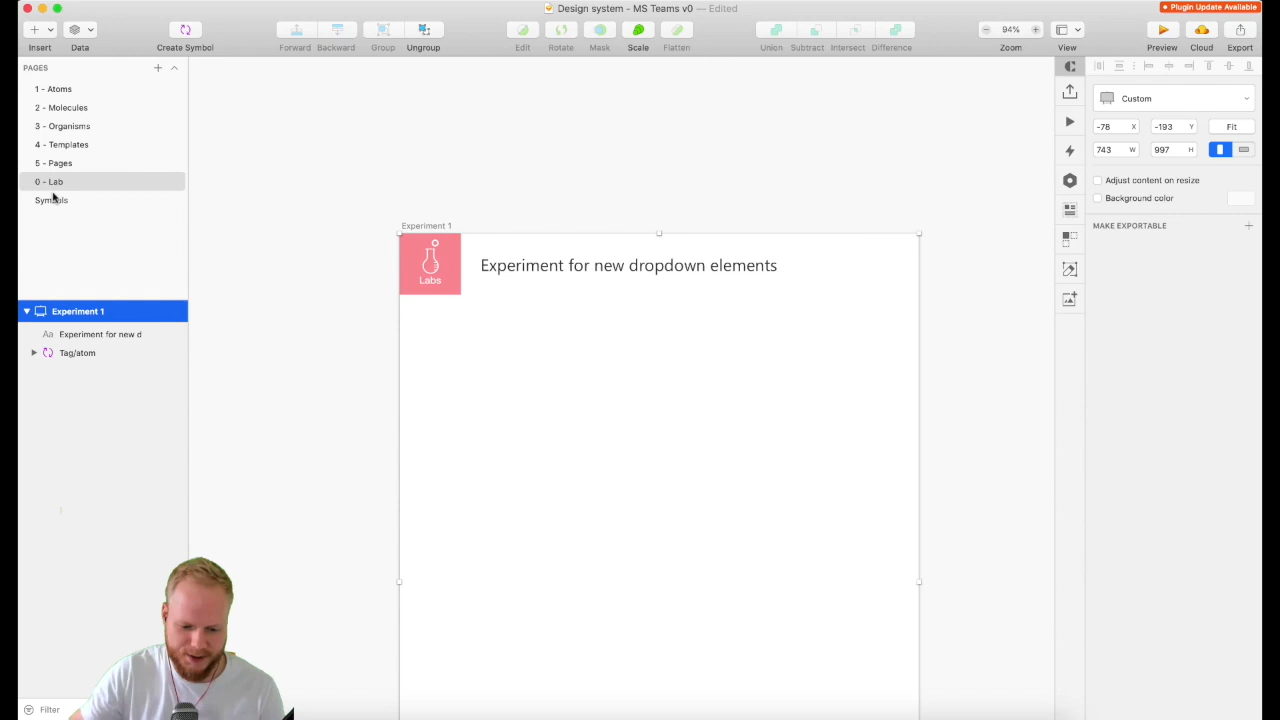 Design system - MS Teams v0 — Edited
Plugin Update Available
Insert
Data
Create Symbol
Forward
Backward
Group
Ungroup
Edit
Rotate
Mask
Scale
Flatten
Union
Subtract
Intersect
Difference
94%
Zoom
View
Preview
Cloud
Export
PAGES
1 - Atoms
2 - Molecules
3 - Organisms
4 - Templates
5 - Pages
0 - Lab
Symbols
Experiment 1
Aa Experiment for new d
Tag/atom
Filter
Experiment 1
Labs
Experiment for new dropdown elements
Custom
-78 X
-193 Y
Fit
743 W
997 H
Adjust content on resize
Background color
MAKE EXPORTABLE